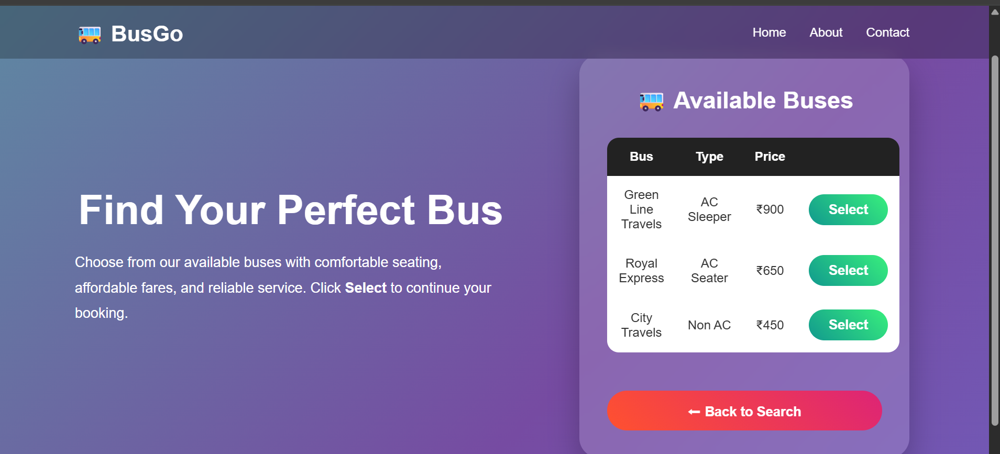 BusGo
Home About Contact
Find Your Perfect Bus
Choose from our available buses with comfortable seating,
affordable fares, and reliable service. Click Select to continue your
booking.
Available Buses
Bus Type Price
Green
Line
Travels
AC
Sleeper
₹900
Select
Royal
Express
AC
Seater
₹650
Select
City
Travels
Non AC
₹450
Select
← Back to Search